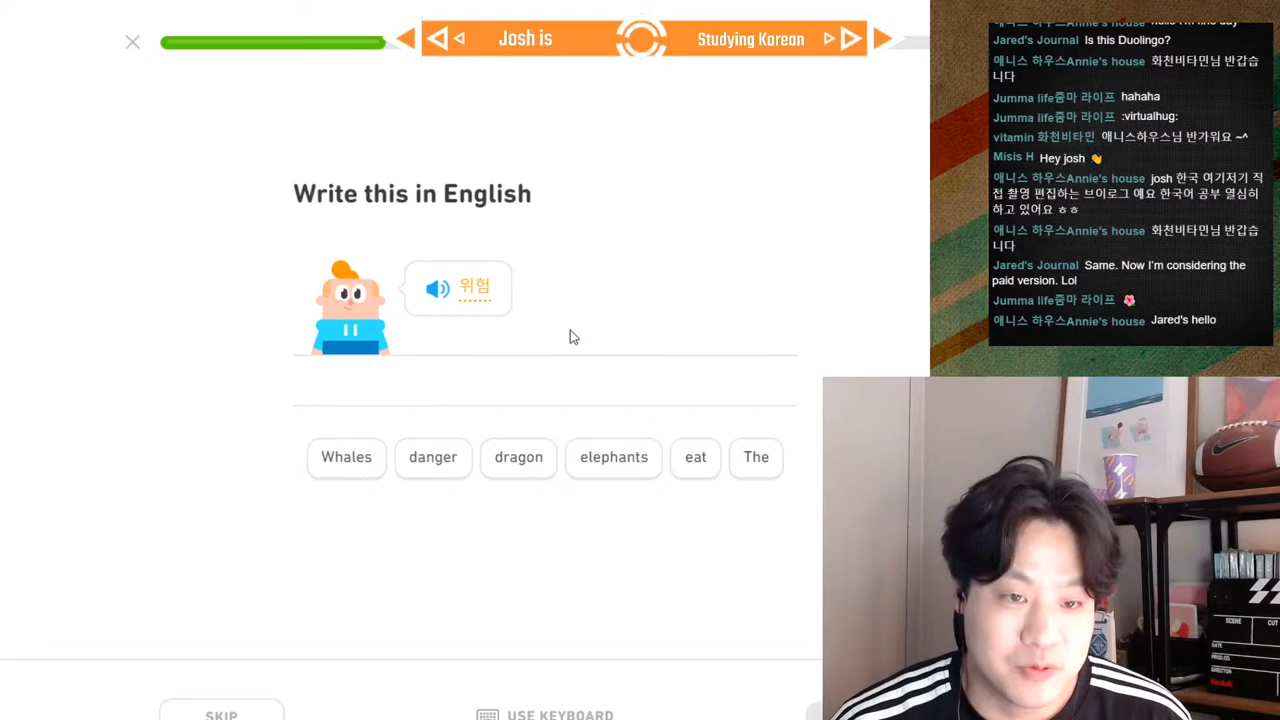 Josh is
Studying Korean
Write this in English
위험
Whales
danger
dragon
elephants
eat
The
SKIP
USE KEYBOARD
Jared's Journal Is this Duolingo?
애니스 하우스Annie's house 화천비타민님 반갑습
니다
Jumma life줌마 라이프 hahaha
Jumma life줌마 라이프 :virtualhug:
vitamin 화천비타민 애니스하우스님 반가워요 ~^
Misis H Hey josh 👋
애니스 하우스Annie's house josh 한국 여기저기 직
접 촬영 편집하는 브이로그 예요 한국어 공부 열심히
하고 있어요 ㅎㅎ
애니스 하우스Annie's house 화천비타민님 반갑습
니다
Jared's Journal Same. Now I'm considering the
paid version. Lol
Jumma life줌마 라이프 🌸
애니스 하우스Annie's house Jared's hello
SCENE
CUT
DATE
DIRECTOR
Kodak